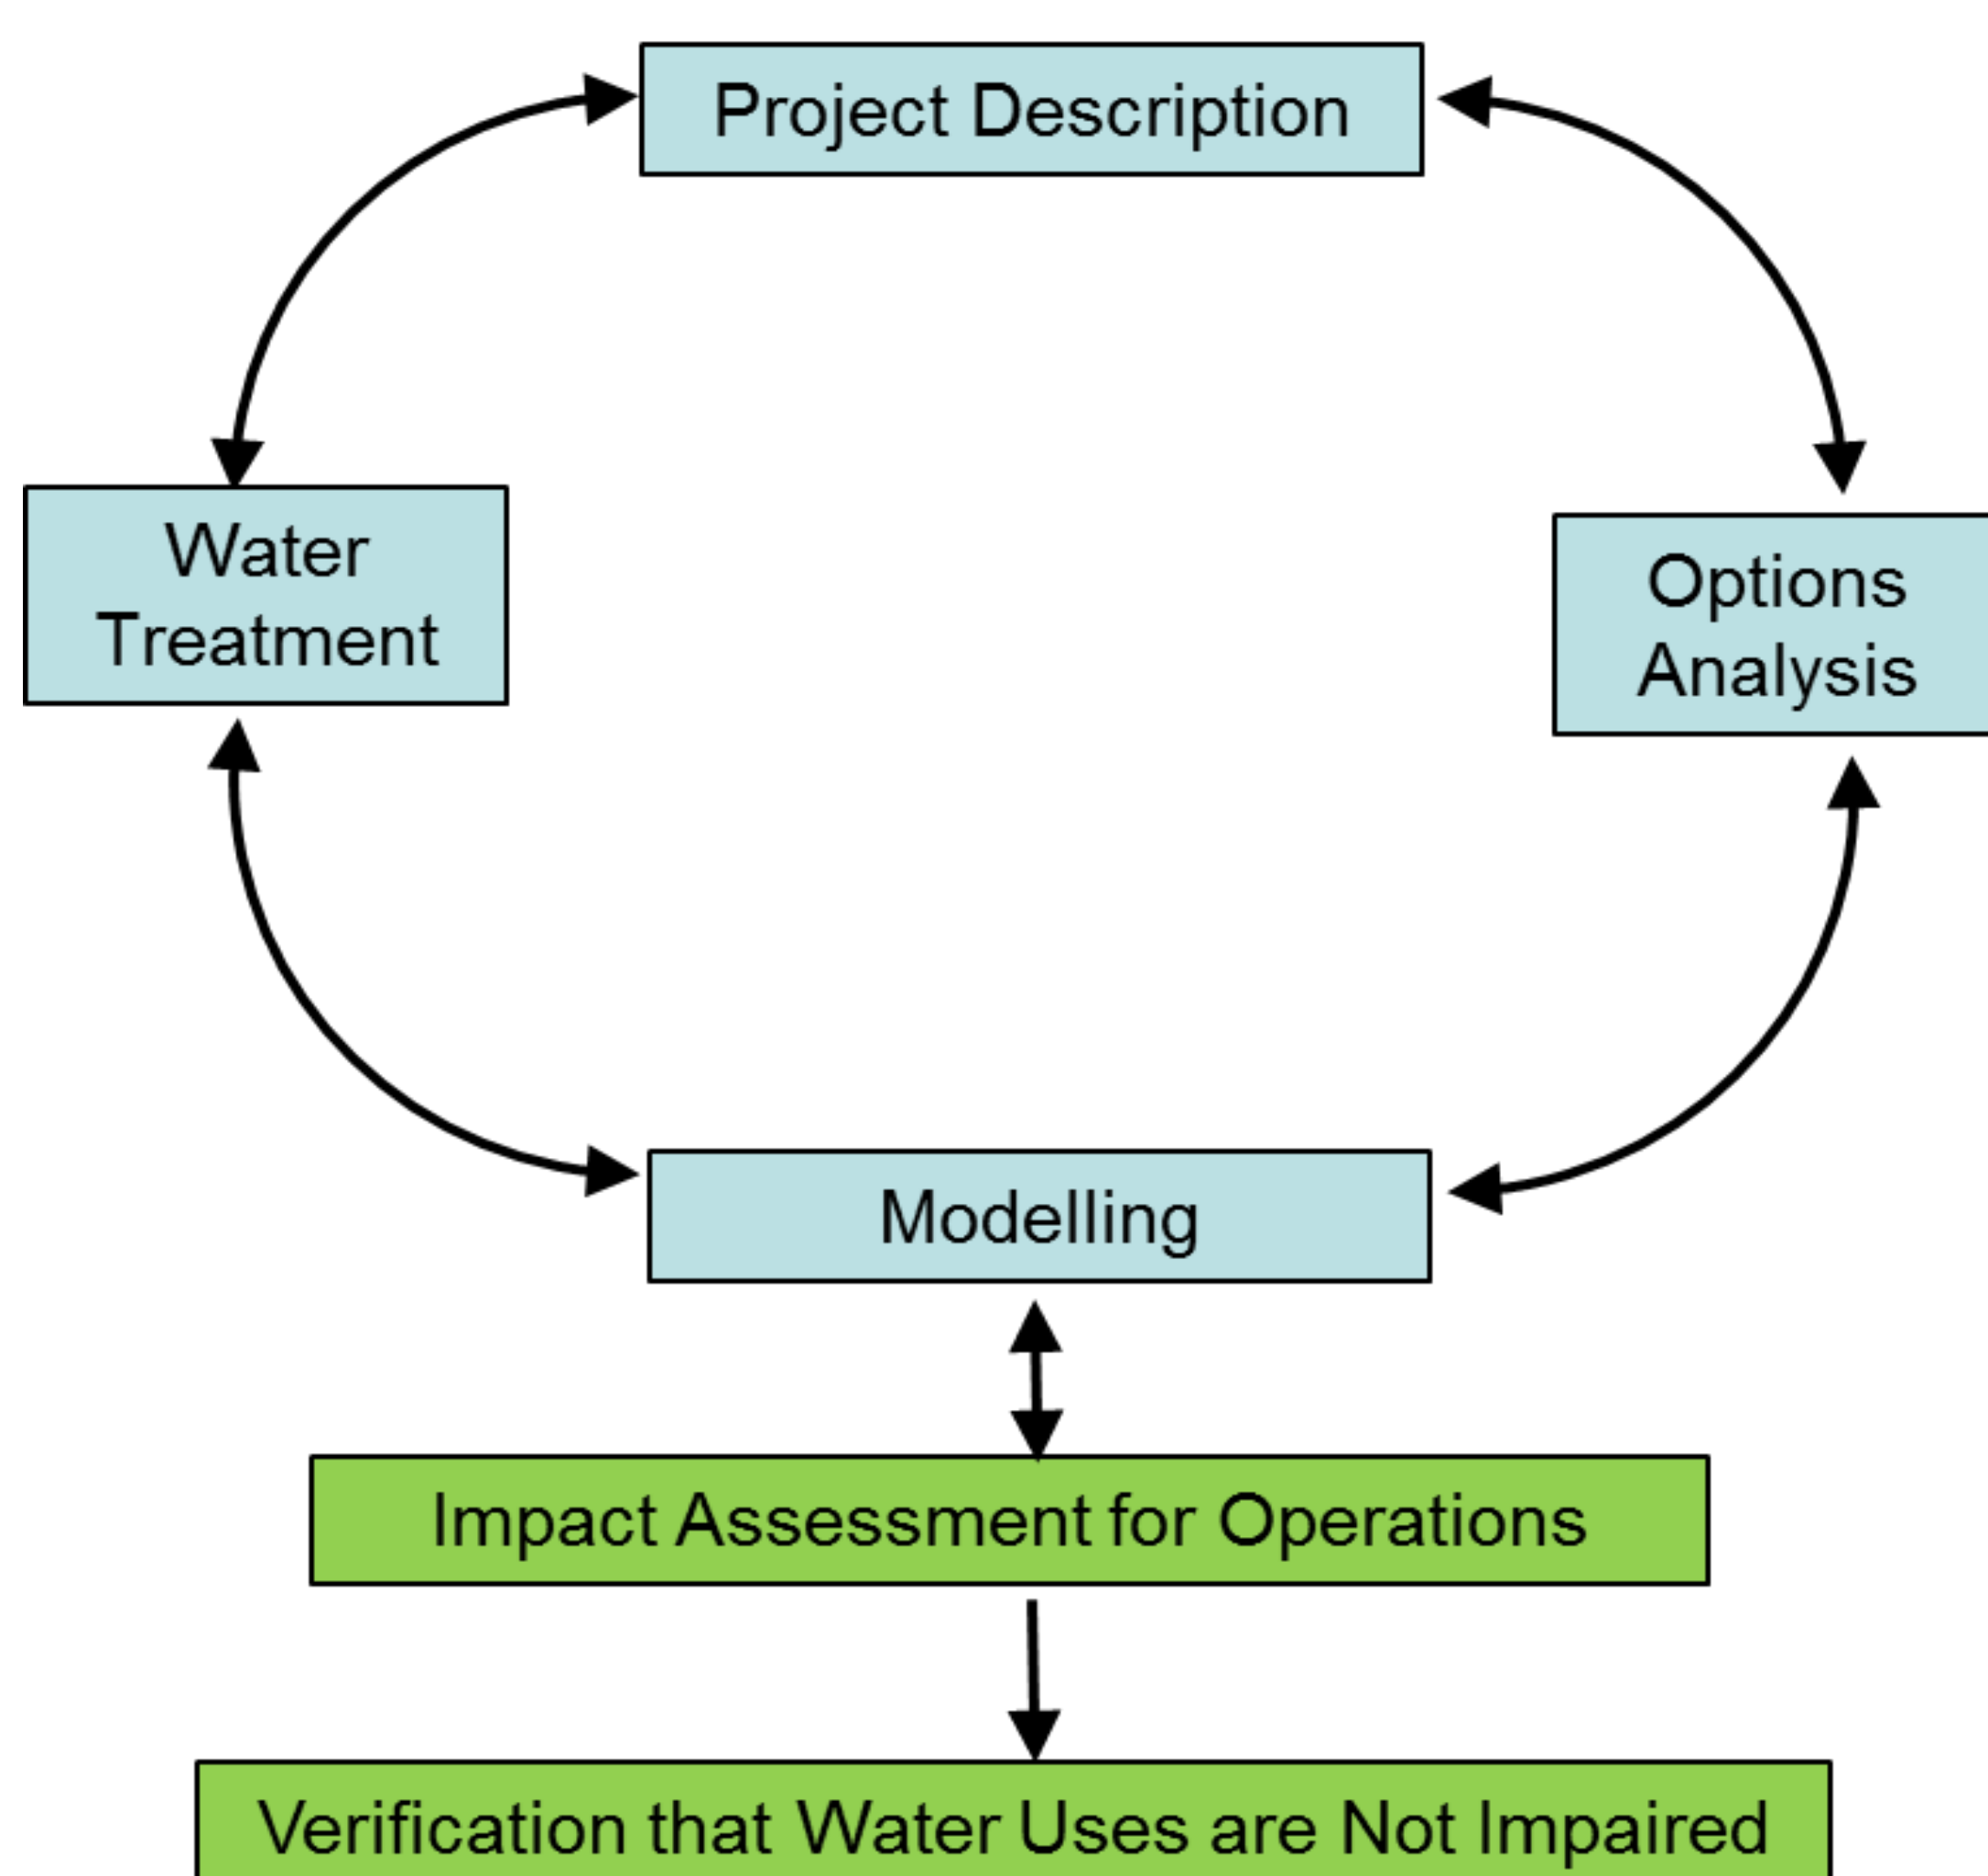 Project Description
Water
Treatment
Options
Analysis
Modelling
Impact Assessment for Operations
Verification that Water Uses are Not Impaired